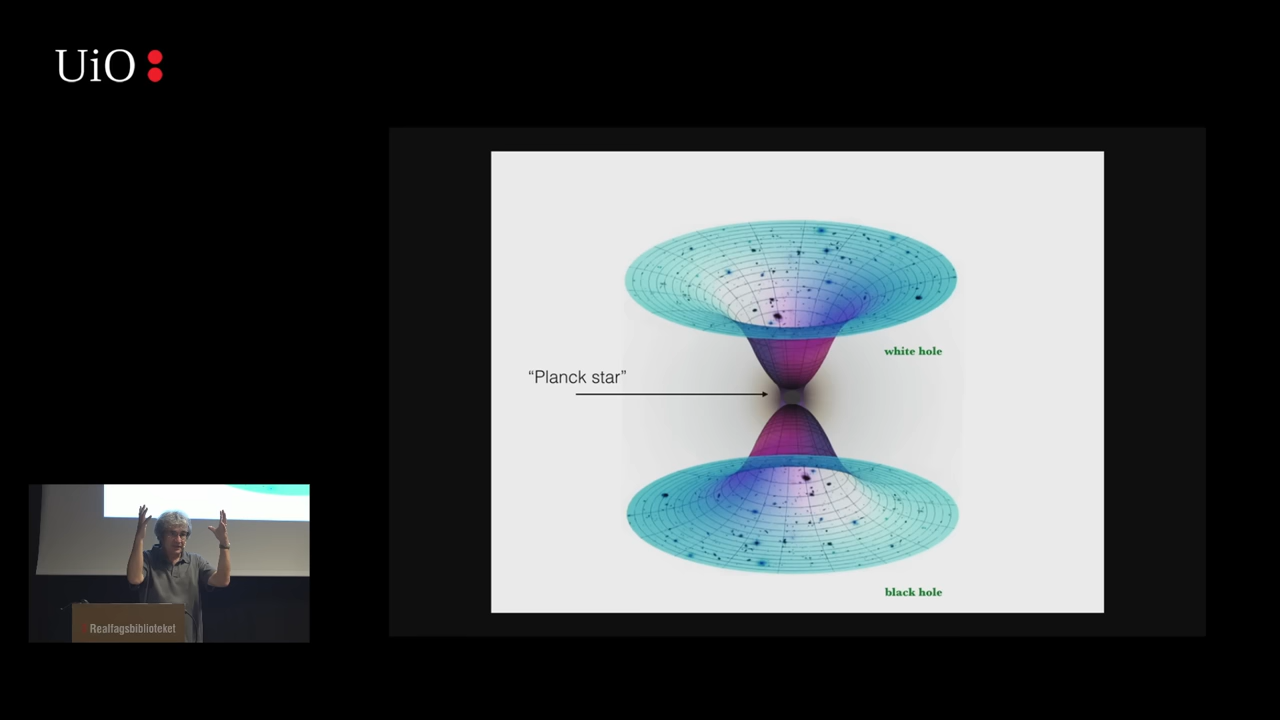 UiO
white hole
“Planck star”
black hole
Realfagsbiblioteket